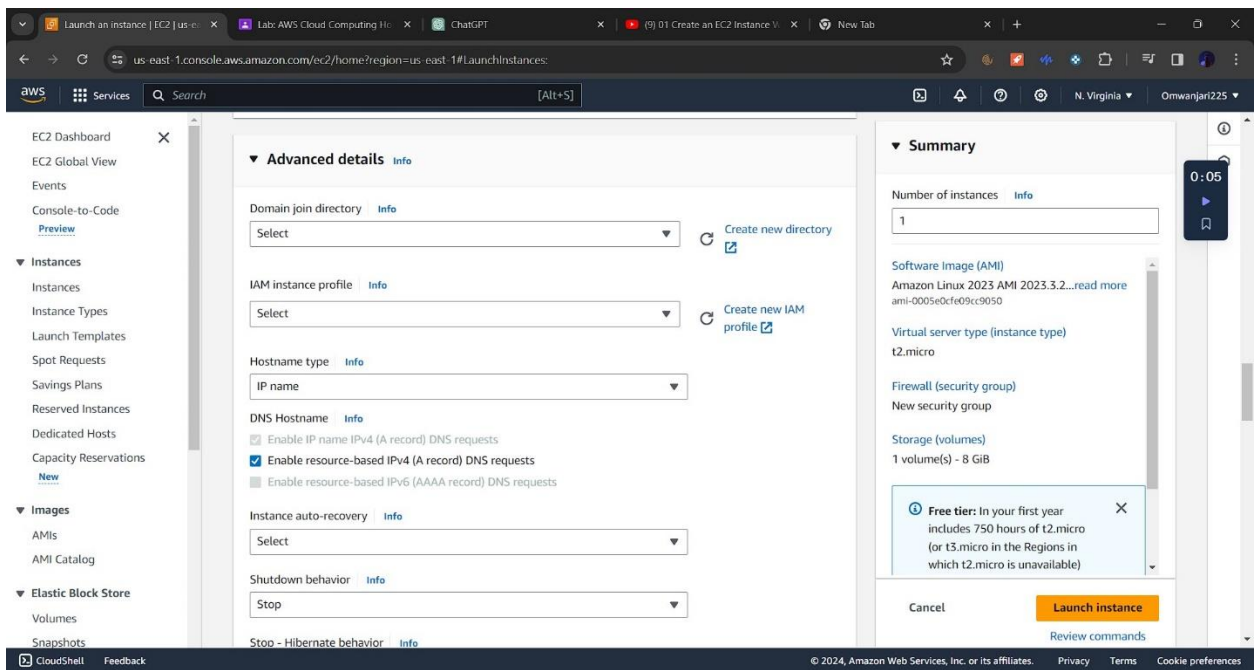 Launch an instance | EC2 | us-ea
Lab: AWS Cloud Computing Ho
ChatGPT
(9) 01 Create an EC2 Instance W
New Tab
us-east-1.console.aws.amazon.com/ec2/home?region=us-east-1#LaunchInstances:
aws
Services
Search
[Alt+S]
N. Virginia
Omwanjari225
EC2 Dashboard
EC2 Global View
Events
Console-to-Code
Preview
Instances
Instances
Instance Types
Launch Templates
Spot Requests
Savings Plans
Reserved Instances
Dedicated Hosts
Capacity Reservations
New
Images
AMIs
AMI Catalog
Elastic Block Store
Volumes
Snapshots
Advanced details Info
Domain join directory Info
Select
Create new directory
IAM instance profile Info
Select
Create new IAM
profile
Hostname type Info
IP name
DNS Hostname Info
Enable IP name IPv4 (A record) DNS requests
Enable resource-based IPv4 (A record) DNS requests
Enable resource-based IPv6 (AAAA record) DNS requests
Instance auto-recovery Info
Select
Shutdown behavior Info
Stop
Stop - Hibernate behavior Info
Summary
Number of instances Info
1
Software Image (AMI)
Amazon Linux 2023 AMI 2023.3.2...read more
ami-0005e0cfe09cc9050
Virtual server type (instance type)
t2.micro
Firewall (security group)
New security group
Storage (volumes)
1 volume(s) - 8 GiB
Free tier: In your first year
includes 750 hours of t2.micro
(or t3.micro in the Regions in
which t2.micro is unavailable)
Cancel
Launch instance
Review commands
0:05
CloudShell
Feedback
© 2024, Amazon Web Services, Inc. or its affiliates.
Privacy
Terms
Cookie preferences